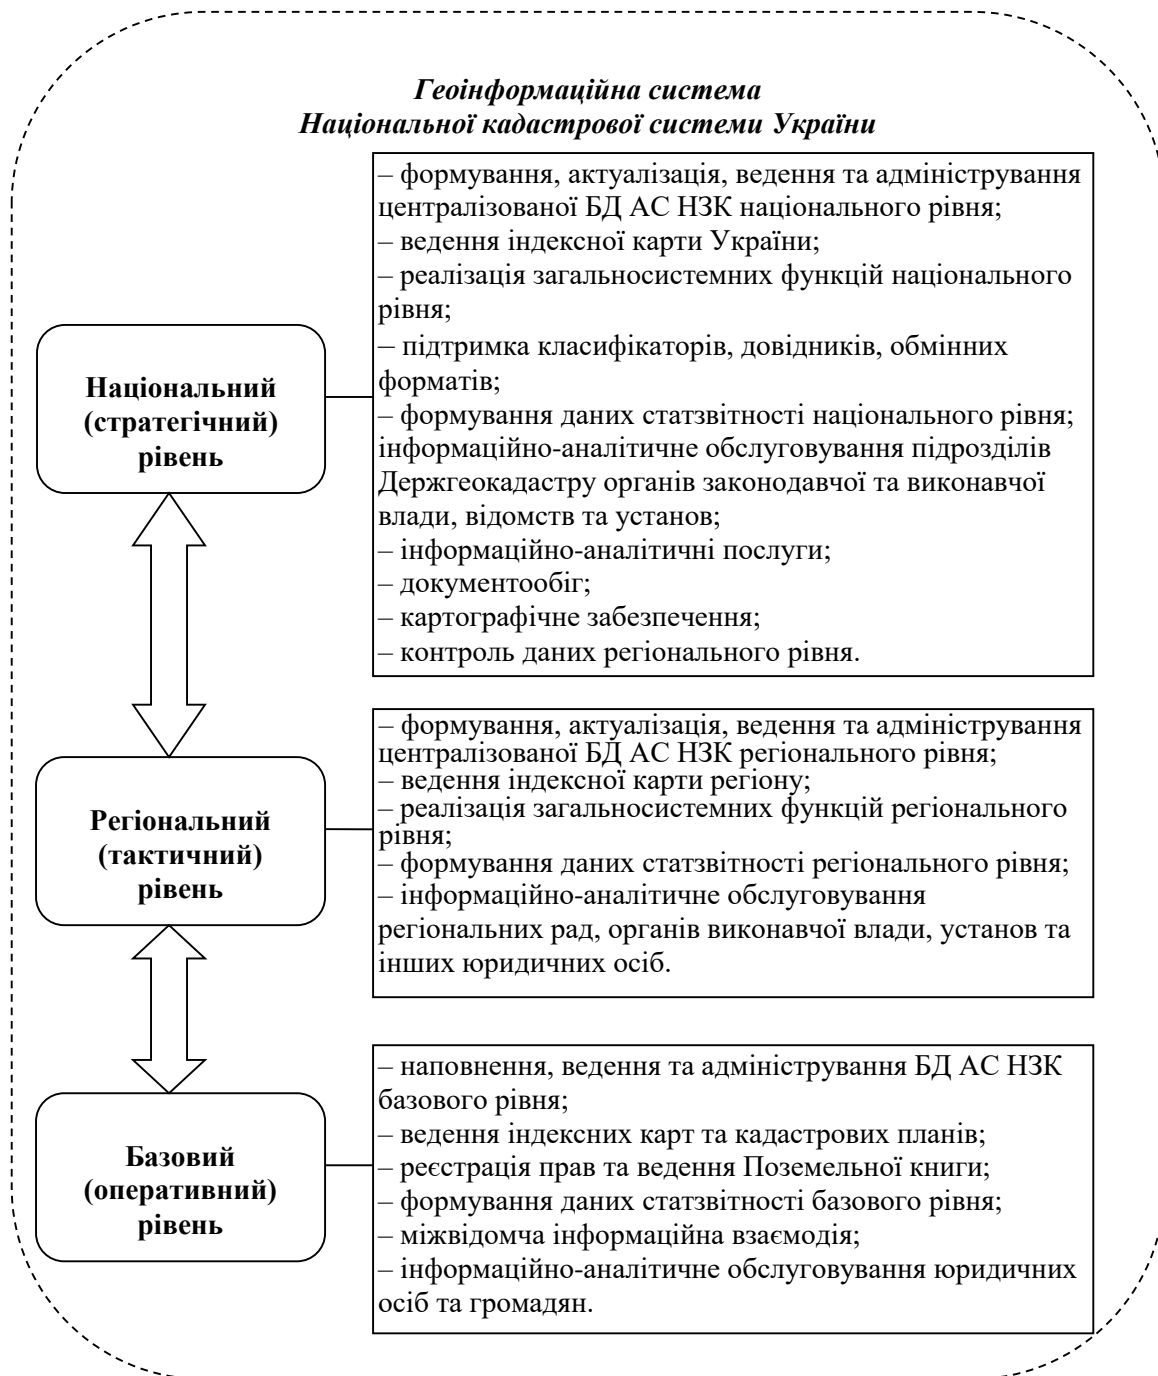 Геоінформаційна система
Національної кадастрової системи України
– формування, актуалізація, ведення та адміністрування
централізованої БД АС НЗК національного рівня;
– ведення індексної карти України;
– реалізація загальносистемних функцій національного
рівня;
– підтримка класифікаторів, довідників, обмінних
форматів;
– формування даних статзвітності національного рівня;
інформаційно-аналітичне обслуговування підрозділів
Держгеокадастру органів законодавчої та виконавчої
влади, відомств та установ;
– інформаційно-аналітичні послуги;
– документообіг;
– картографічне забезпечення;
– контроль даних регіонального рівня.
Національний
(стратегічний)
рівень
– формування, актуалізація, ведення та адміністрування
централізованої БД АС НЗК регіонального рівня;
– ведення індексної карти регіону;
– реалізація загальносистемних функцій регіонального
рівня;
– формування даних статзвітності регіонального рівня;
– інформаційно-аналітичне обслуговування
регіональних рад, органів виконавчої влади, установ та
інших юридичних осіб.
Регіональний
(тактичний)
рівень
– наповнення, ведення та адміністрування БД АС НЗК
базового рівня;
– ведення індексних карт та кадастрових планів;
– реєстрація прав та ведення Поземельної книги;
– формування даних статзвітності базового рівня;
– міжвідомча інформаційна взаємодія;
– інформаційно-аналітичне обслуговування юридичних
осіб та громадян.
Базовий
(оперативний)
рівень